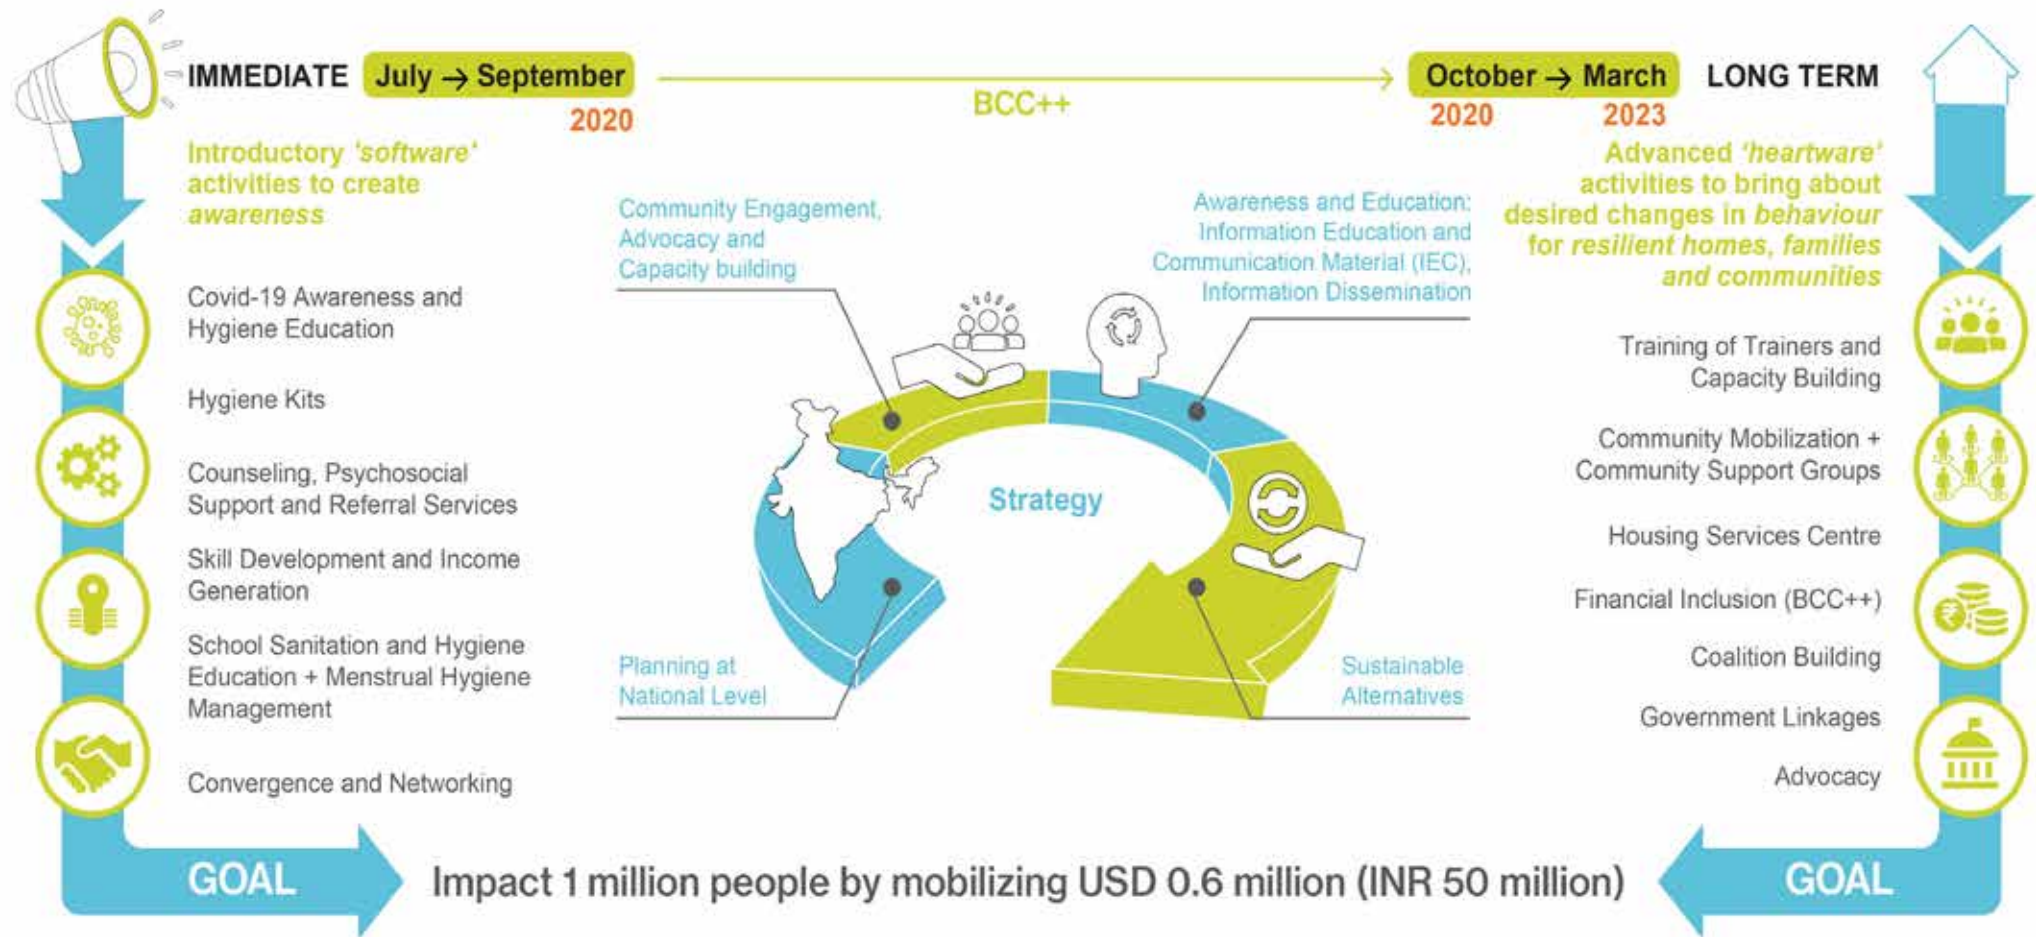 IMMEDIATE July → September
2020
BCC++
October → March LONG TERM
2020 2023
Introductory 'software'
activities to create
awareness
Covid-19 Awareness and
Hygiene Education
Hygiene Kits
Counseling, Psychosocial
Support and Referral Services
Skill Development and Income
Generation
School Sanitation and Hygiene
Education + Menstrual Hygiene
Management
Convergence and Networking
Community Engagement,
Advocacy and
Capacity building
Awareness and Education:
Information Education and
Communication Material (IEC),
Information Dissemination
Strategy
Planning at
National Level
Sustainable
Alternatives
Advanced 'heartware'
activities to bring about
desired changes in behaviour
for resilient homes, families
and communities
Training of Trainers and
Capacity Building
Community Mobilization +
Community Support Groups
Housing Services Centre
Financial Inclusion (BCC++)
₹
Coalition Building
Government Linkages
Advocacy
GOAL
Impact 1 million people by mobilizing USD 0.6 million (INR 50 million)
GOAL